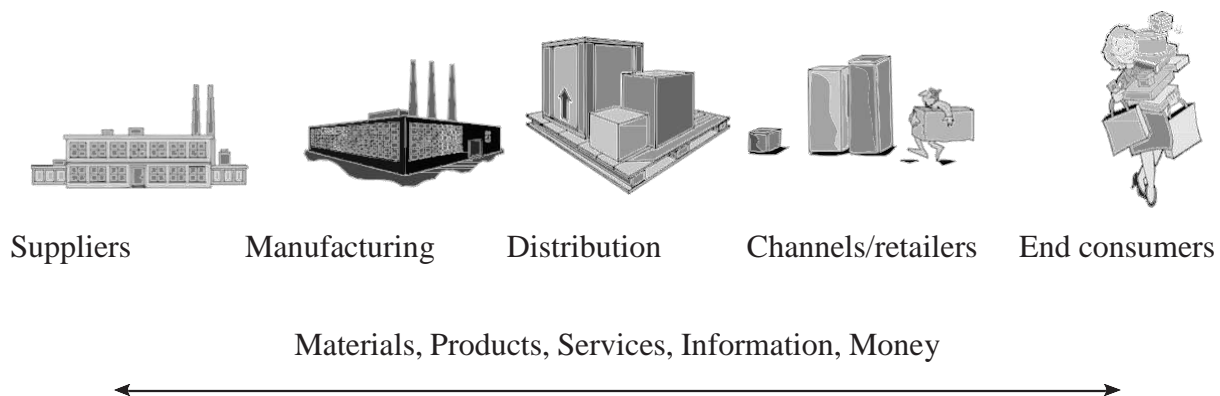 Suppliers Manufacturing Distribution Channels/retailers End consumers
Materials, Products, Services, Information, Money